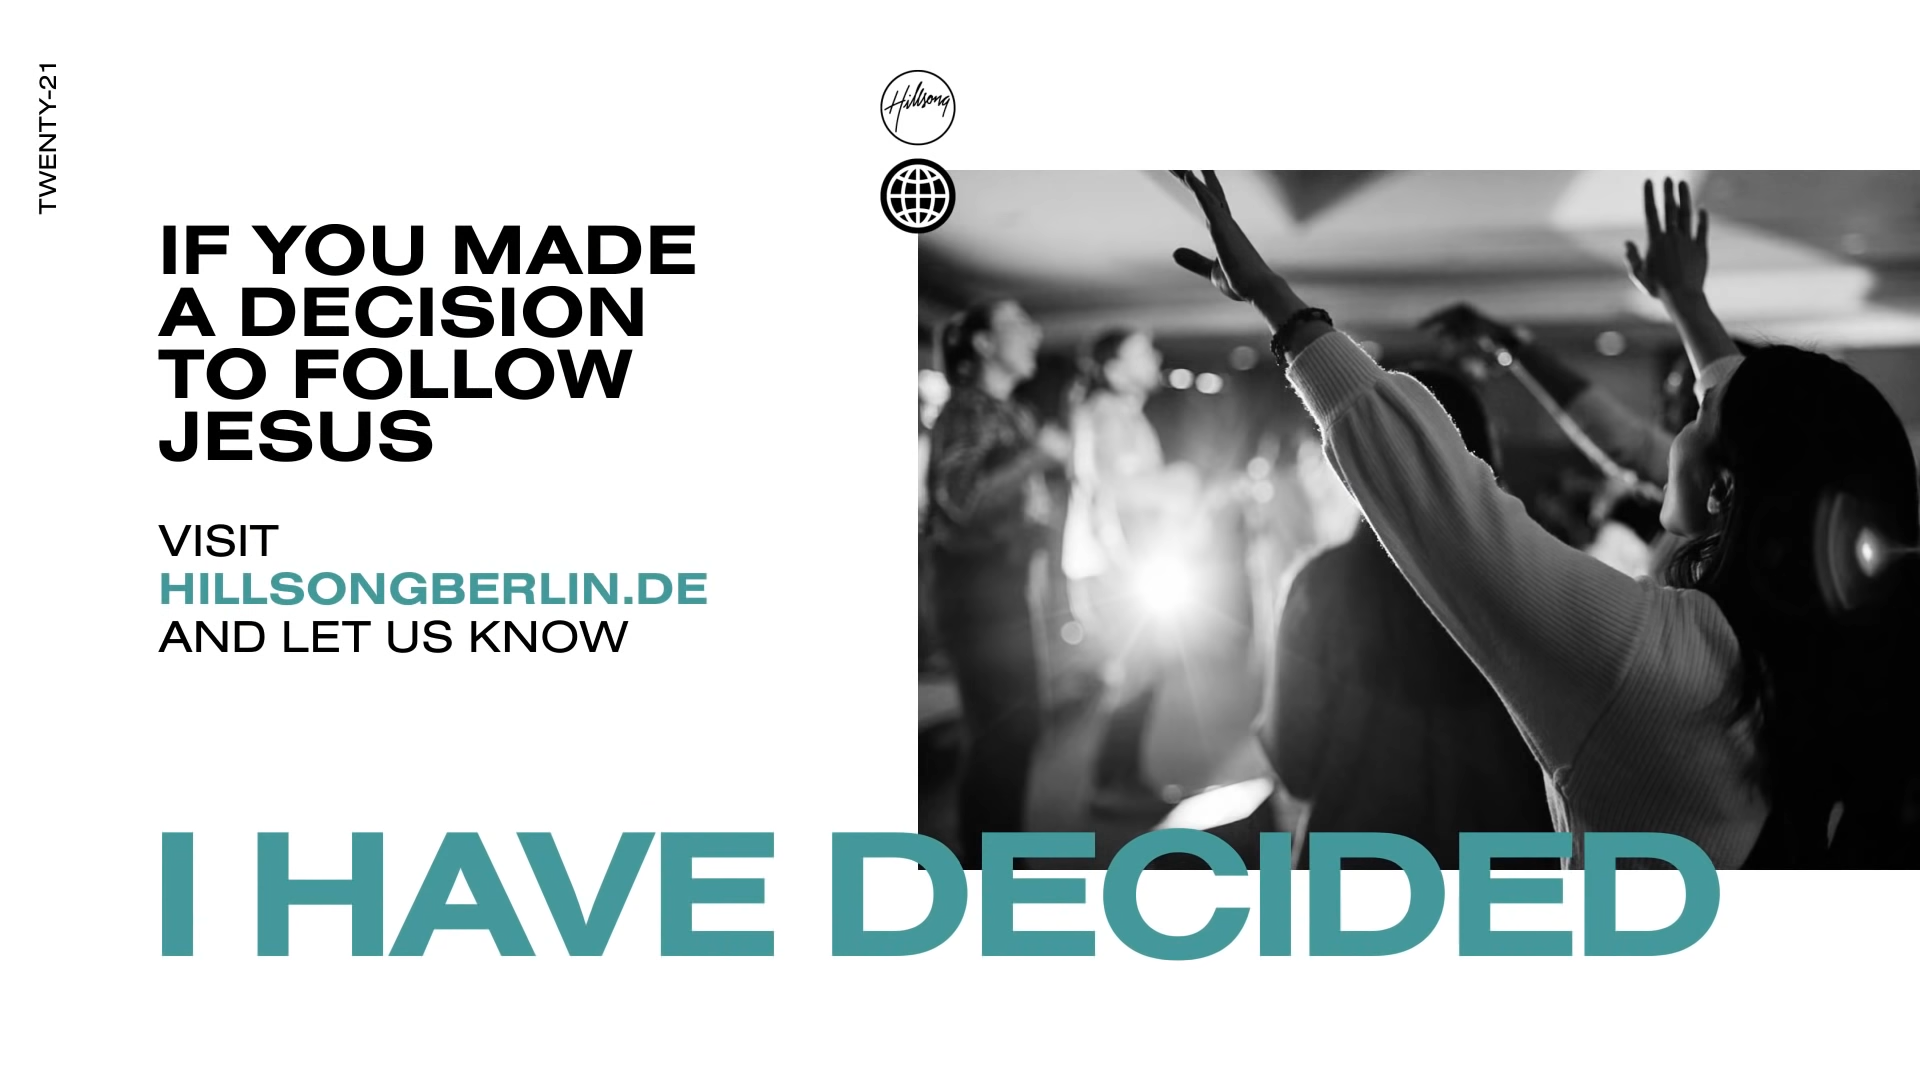 TWENTY-21
Hillsong
IF YOU MADE
A DECISION
TO FOLLOW
JESUS
VISIT
HILLSONGBERLIN.DE
AND LET US KNOW
I HAVE DECIDED